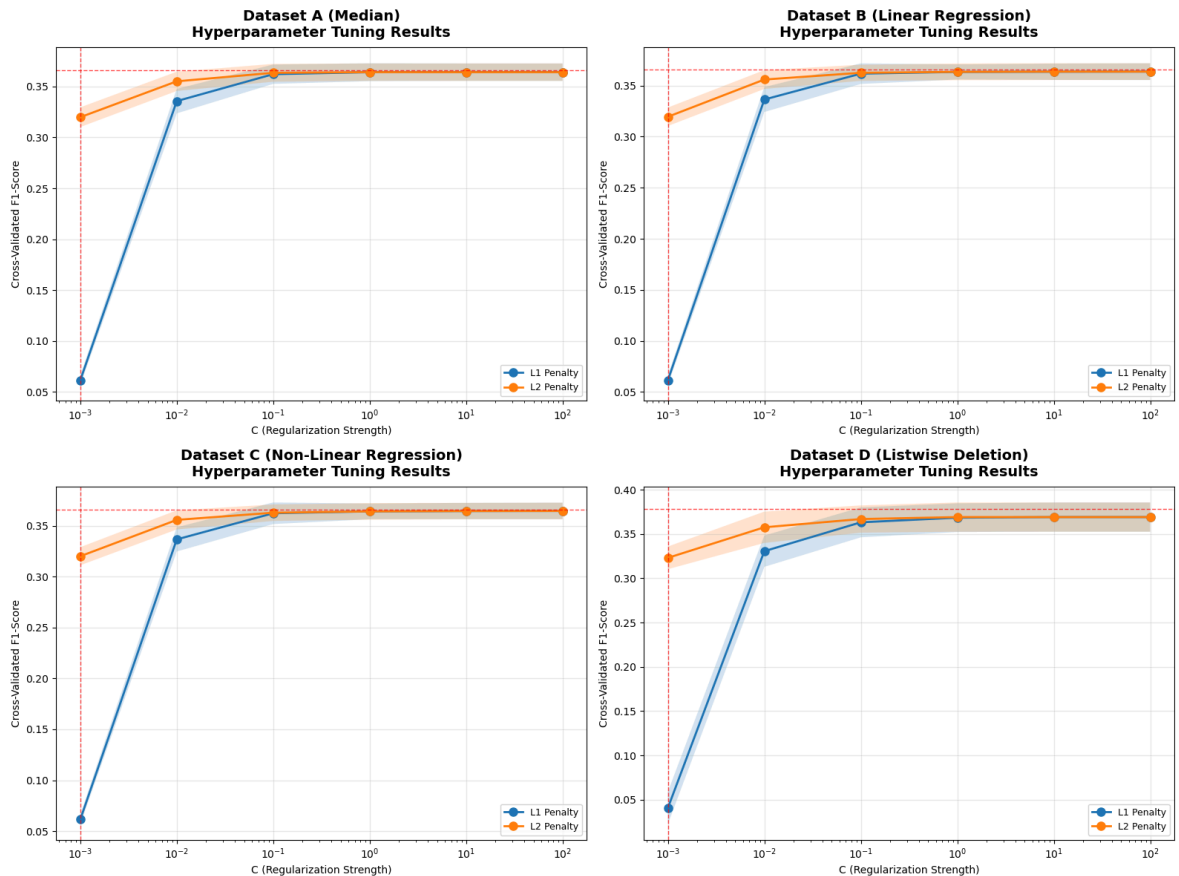 Dataset A (Median)
Hyperparameter Tuning Results
Cross-Validated F1-Score
0.35
0.30
0.25
0.20
0.15
0.10
0.05
L1 Penalty
L2 Penalty
10⁻³ 10⁻² 10⁻¹ 10⁰ 10¹ 10²
C (Regularization Strength)
Dataset B (Linear Regression)
Hyperparameter Tuning Results
Cross-Validated F1-Score
0.35
0.30
0.25
0.20
0.15
0.10
0.05
L1 Penalty
L2 Penalty
10⁻³ 10⁻² 10⁻¹ 10⁰ 10¹ 10²
C (Regularization Strength)
Dataset C (Non-Linear Regression)
Hyperparameter Tuning Results
Cross-Validated F1-Score
0.35
0.30
0.25
0.20
0.15
0.10
0.05
L1 Penalty
L2 Penalty
10⁻³ 10⁻² 10⁻¹ 10⁰ 10¹ 10²
C (Regularization Strength)
Dataset D (Listwise Deletion)
Hyperparameter Tuning Results
Cross-Validated F1-Score
0.40
0.35
0.30
0.25
0.20
0.15
0.10
0.05
L1 Penalty
L2 Penalty
10⁻³ 10⁻² 10⁻¹ 10⁰ 10¹ 10²
C (Regularization Strength)